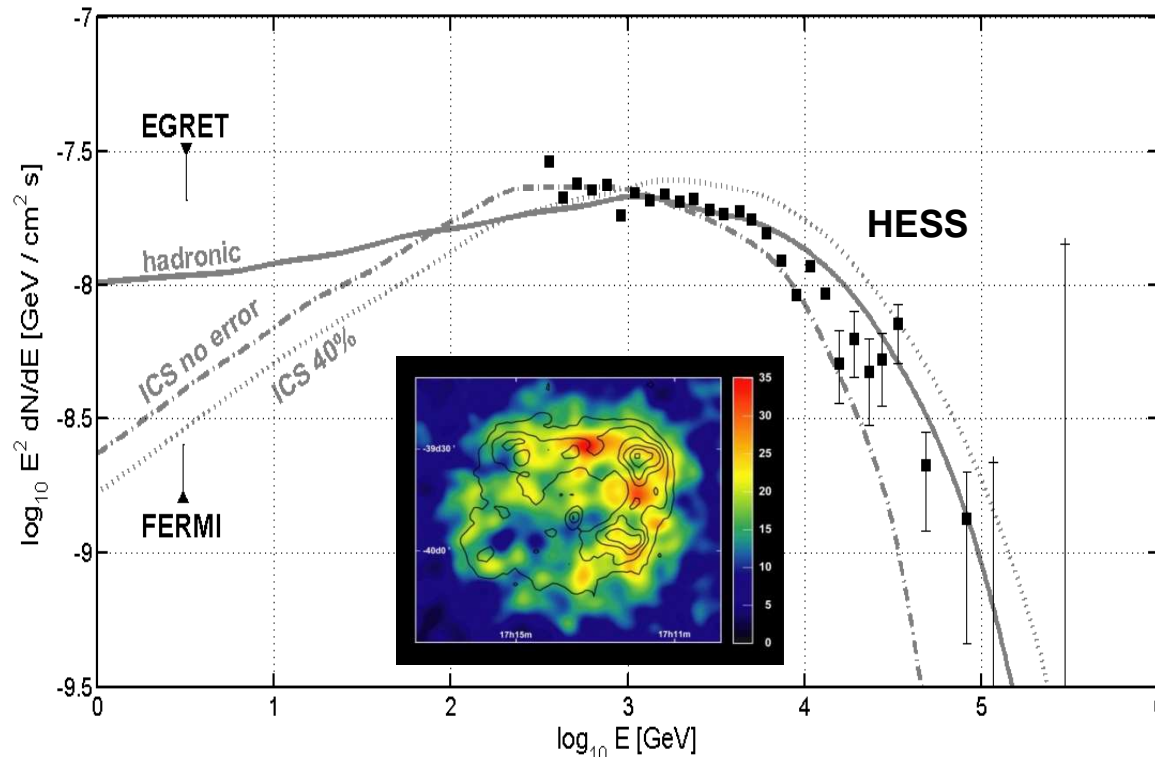 -7
-7.5
-8
-8.5
-9
-9.5
log₁₀ E² dN/dE [GeV / cm² s]
EGRET
HESS
hadronic
ICS no error
ICS 40%
FERMI
-39d30'
-40d0'
17h15m
17h11m
35
30
25
20
15
10
5
0
0
1
2
3
4
5
6
log₁₀ E [GeV]